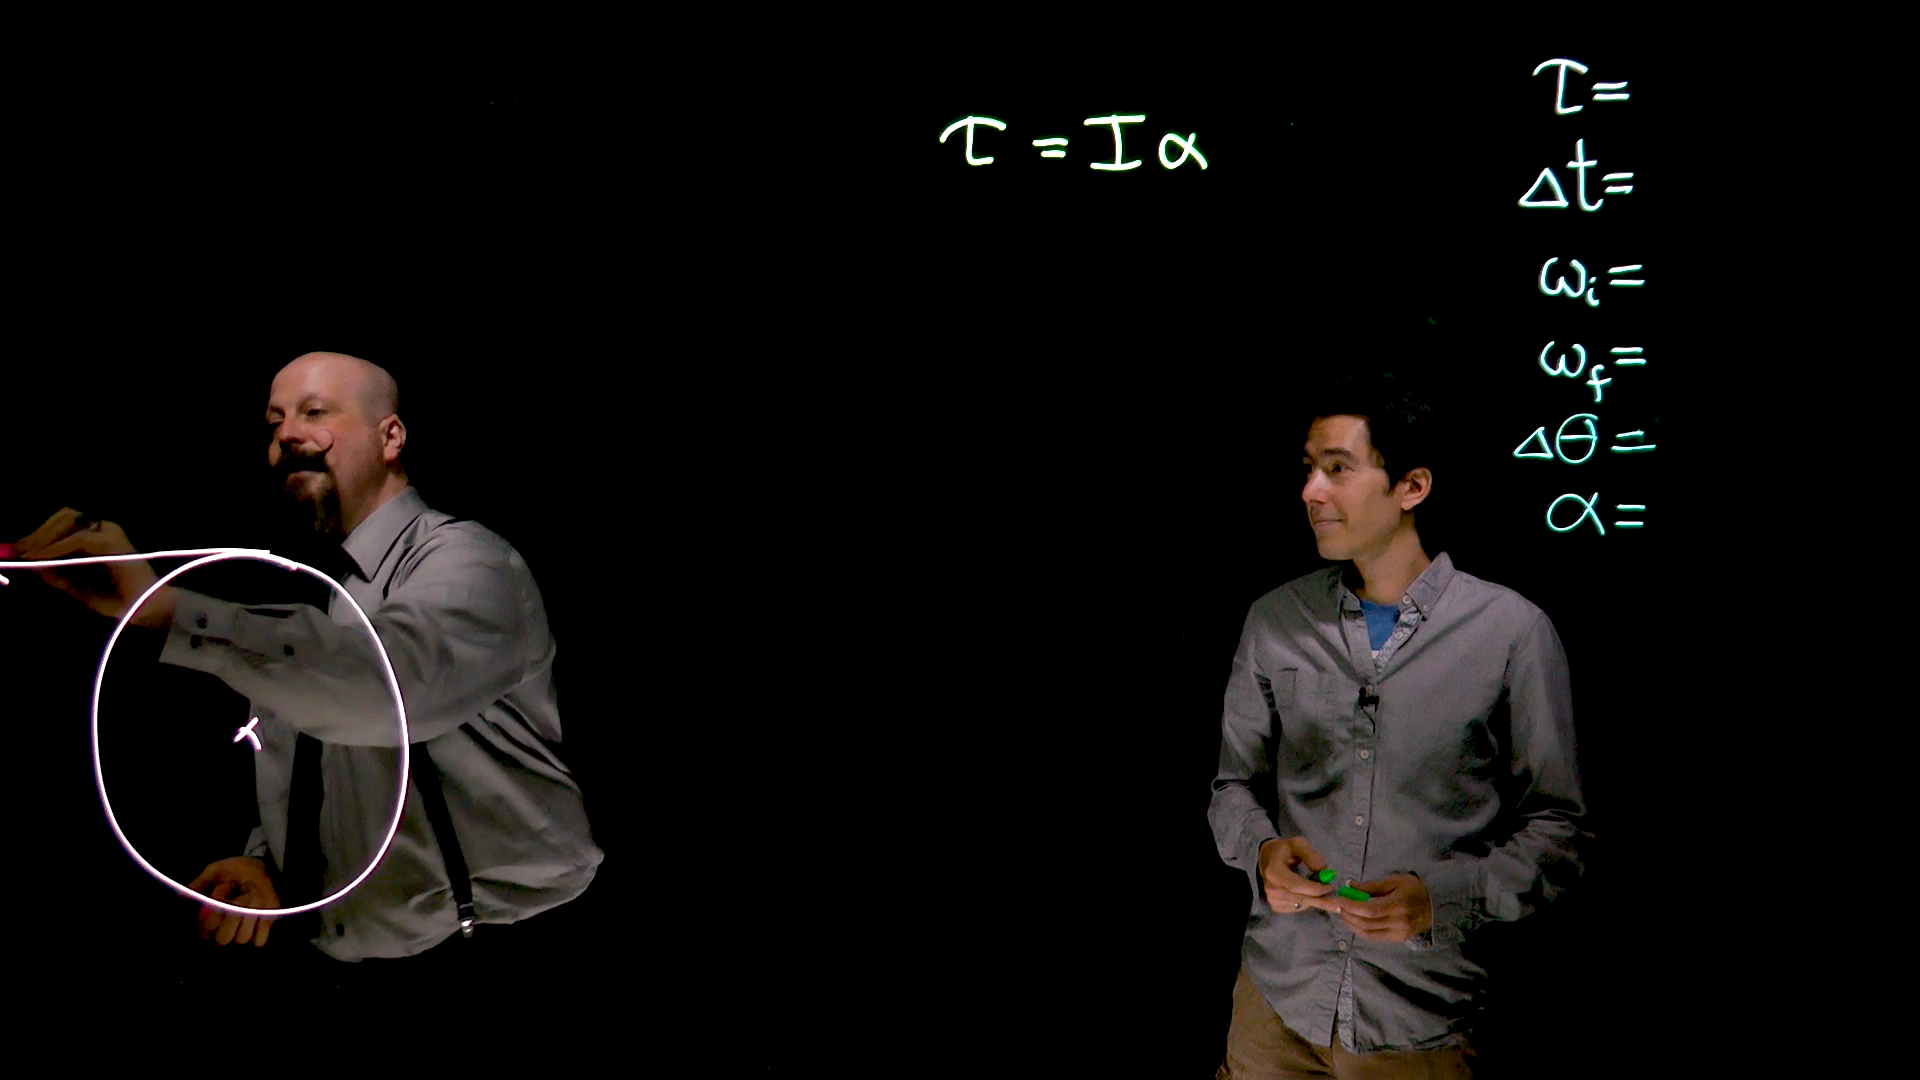 τ = Iα
τ=
Δt=
ωᵢ=
ω_f=
Δθ=
α=